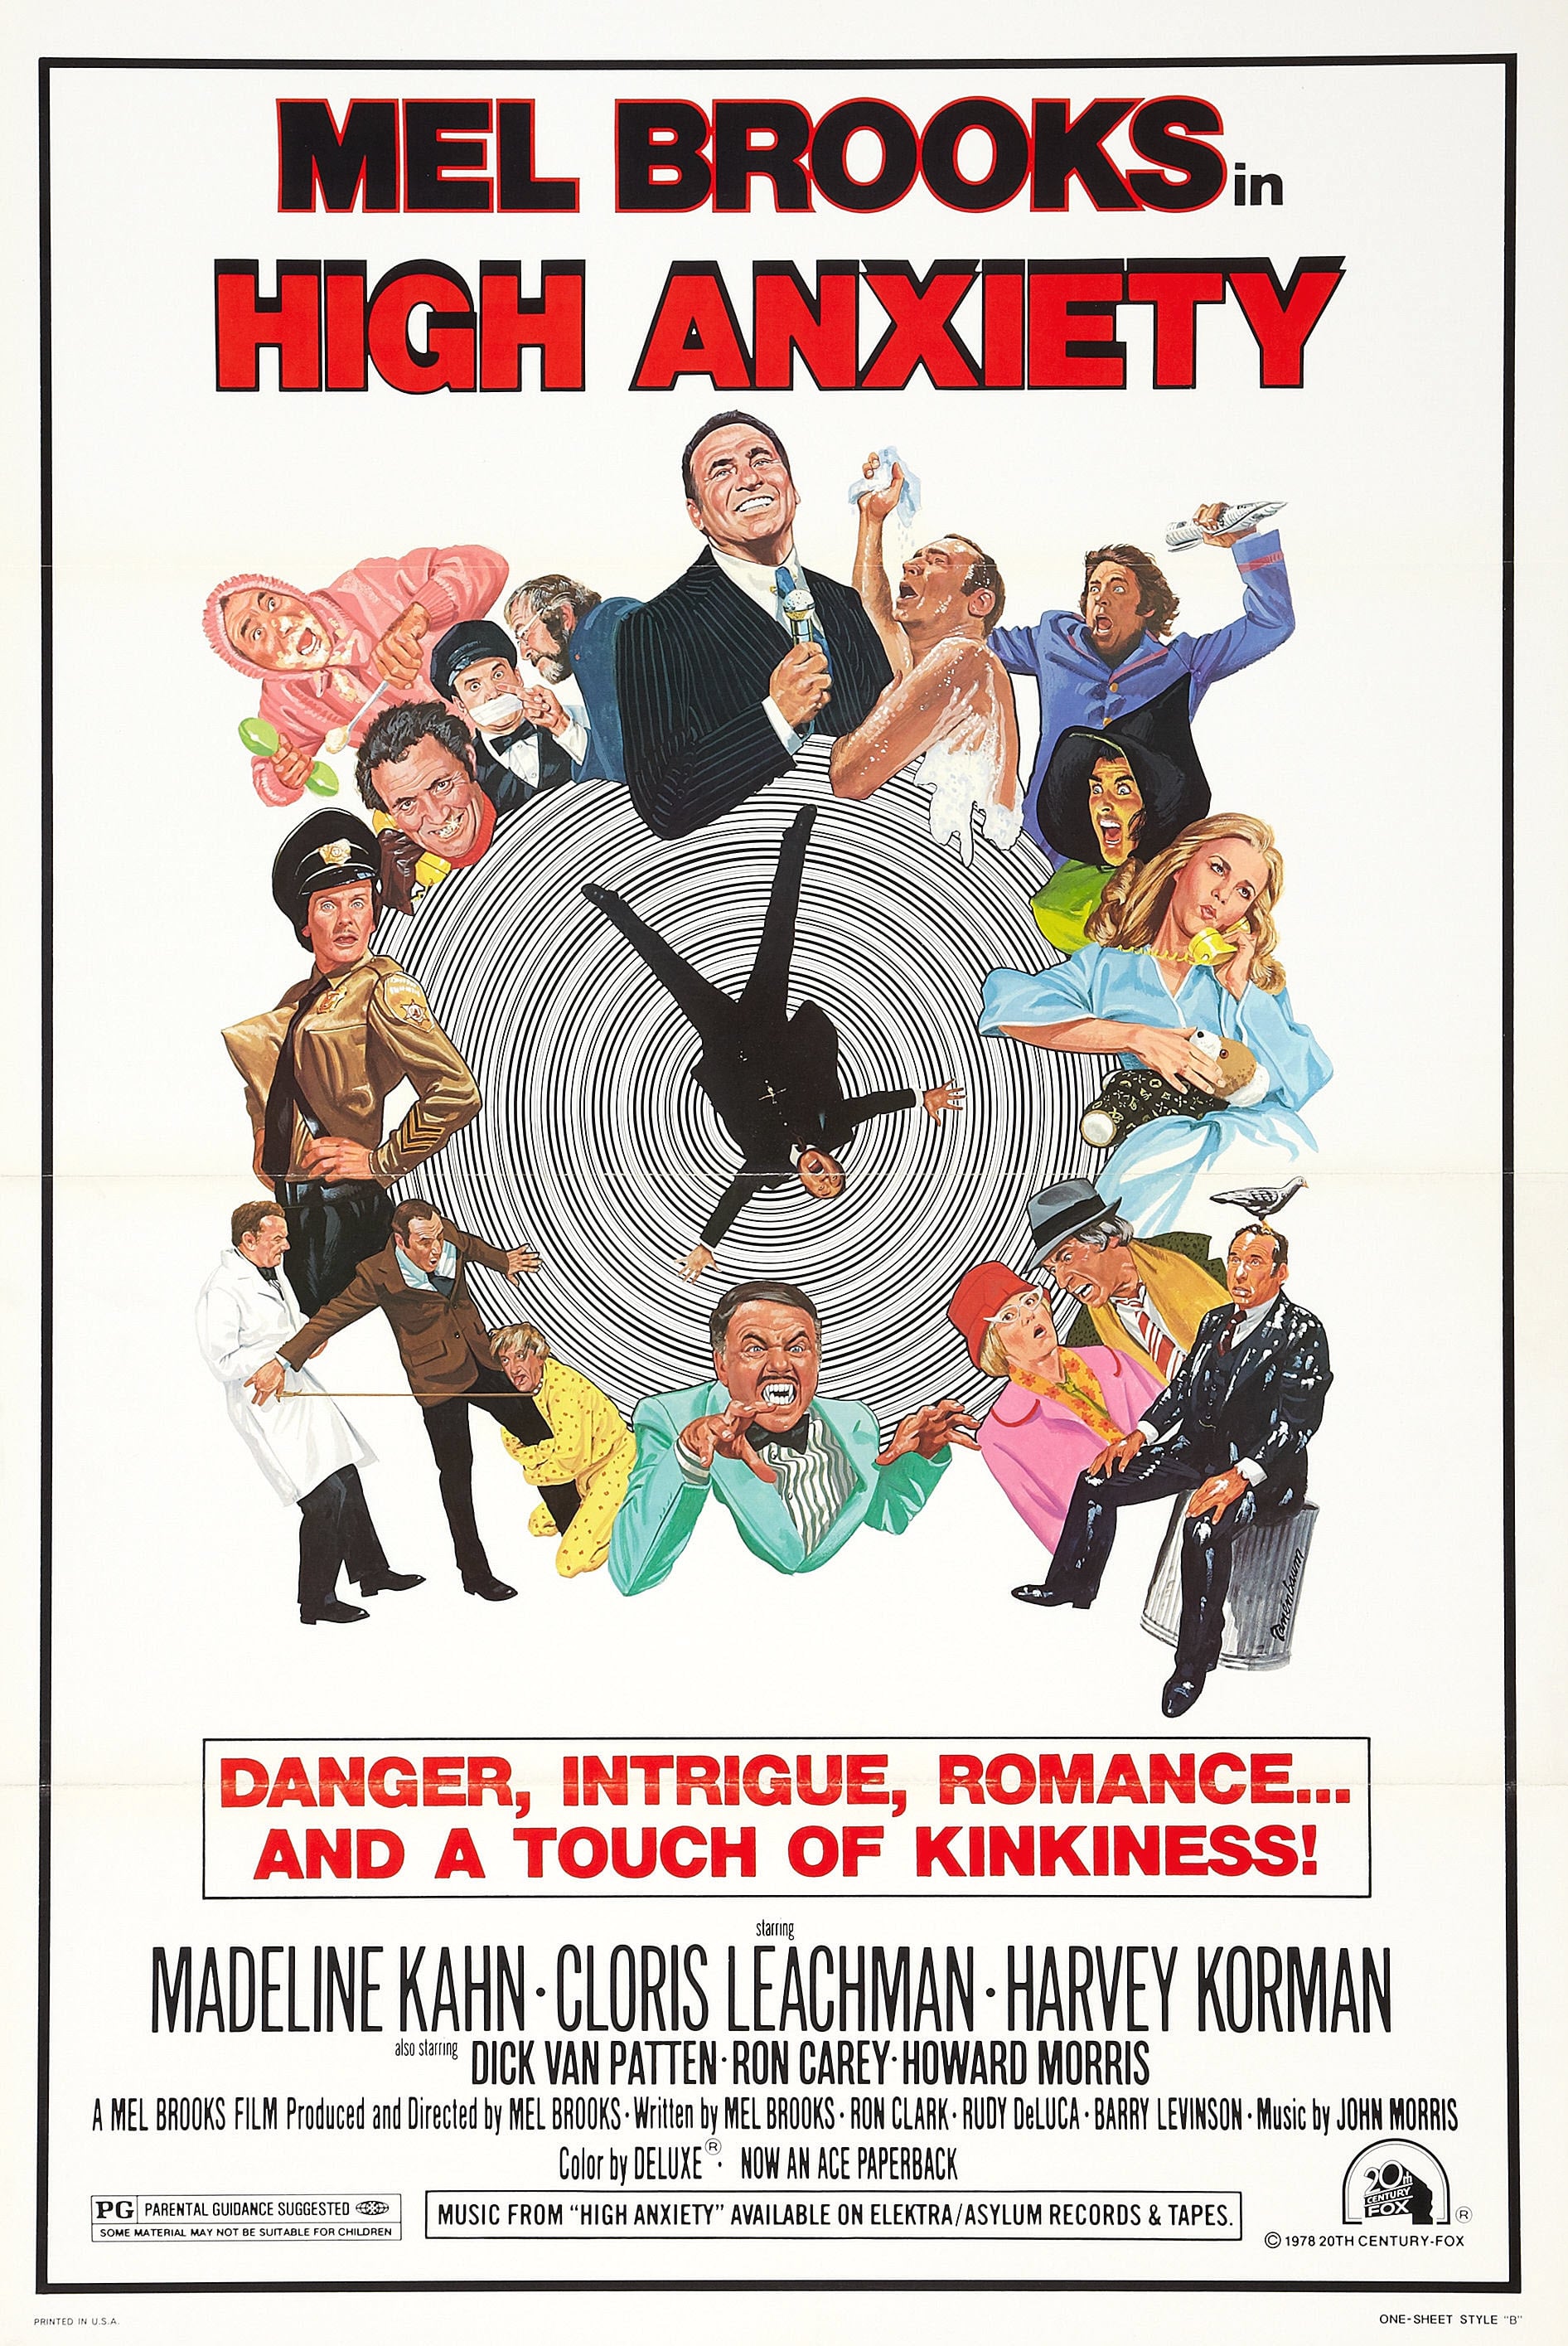 MEL BROOKS in
HIGH ANXIETY
Tanenbaum
DANGER, INTRIGUE, ROMANCE...
AND A TOUCH OF KINKINESS!
starring
MADELINE KAHN · CLORIS LEACHMAN · HARVEY KORMAN
also starring DICK VAN PATTEN · RON CAREY · HOWARD MORRIS
A MEL BROOKS FILM Produced and Directed by MEL BROOKS · Written by MEL BROOKS · RON CLARK · RUDY DeLUCA · BARRY LEVINSON · Music by JOHN MORRIS
Color by DELUXE® · NOW AN ACE PAPERBACK
PG PARENTAL GUIDANCE SUGGESTED
SOME MATERIAL MAY NOT BE SUITABLE FOR CHILDREN
MUSIC FROM “HIGH ANXIETY” AVAILABLE ON ELEKTRA/ASYLUM RECORDS & TAPES.
20th
CENTURY
FOX ®
© 1978 20TH CENTURY-FOX
PRINTED IN U.S.A.
ONE-SHEET STYLE “B”